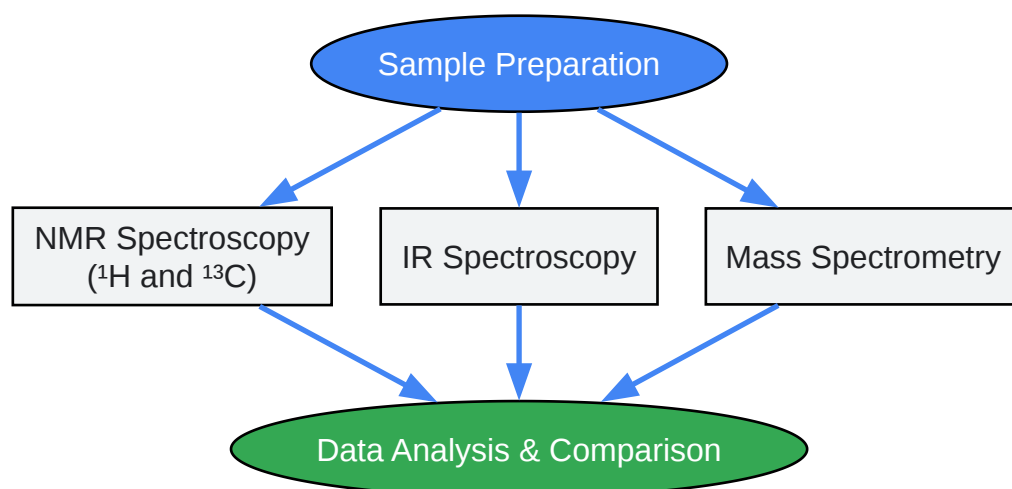 Sample Preparation
NMR Spectroscopy
(¹H and ¹³C)
IR Spectroscopy
Mass Spectrometry
Data Analysis & Comparison